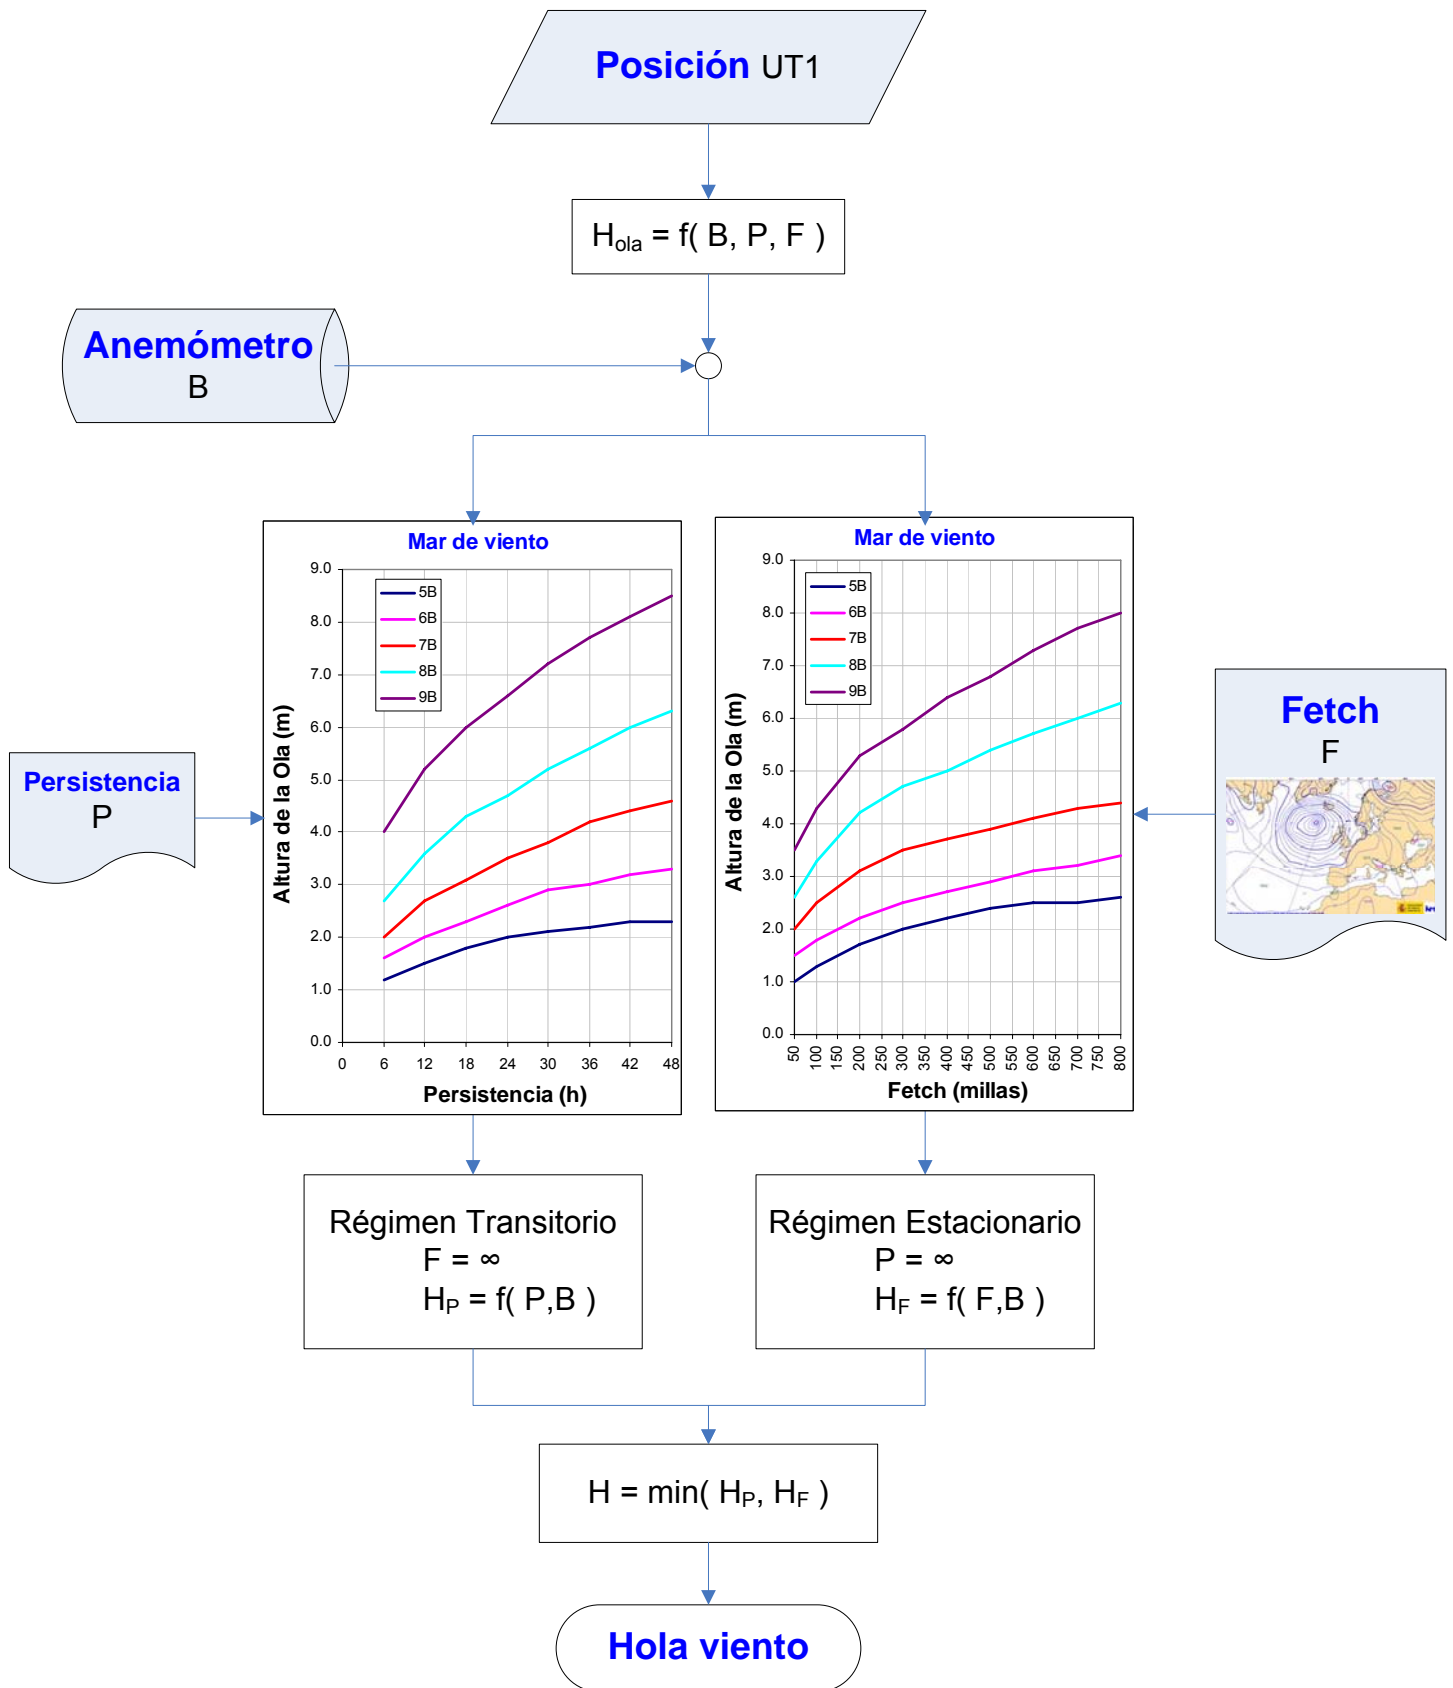 Posición UT1
Hola = f( B, P, F )
Anemómetro
B
Mar de viento
9.0
8.0
7.0
6.0
5.0
4.0
3.0
2.0
1.0
0.0
5B
6B
7B
8B
9B
Altura de la Ola (m)
0 6 12 18 24 30 36 42 48
Persistencia (h)
Mar de viento
9.0
8.0
7.0
6.0
5.0
4.0
3.0
2.0
1.0
0.0
5B
6B
7B
8B
9B
Altura de la Ola (m)
50 100 150 200 250 300 350 400 450 500 550 600 650 700 750 800
Fetch (millas)
Persistencia
P
Fetch
F
Régimen Transitorio
F = ∞
HP = f( P,B )
Régimen Estacionario
P = ∞
HF = f( F,B )
H = min( HP, HF )
Hola viento